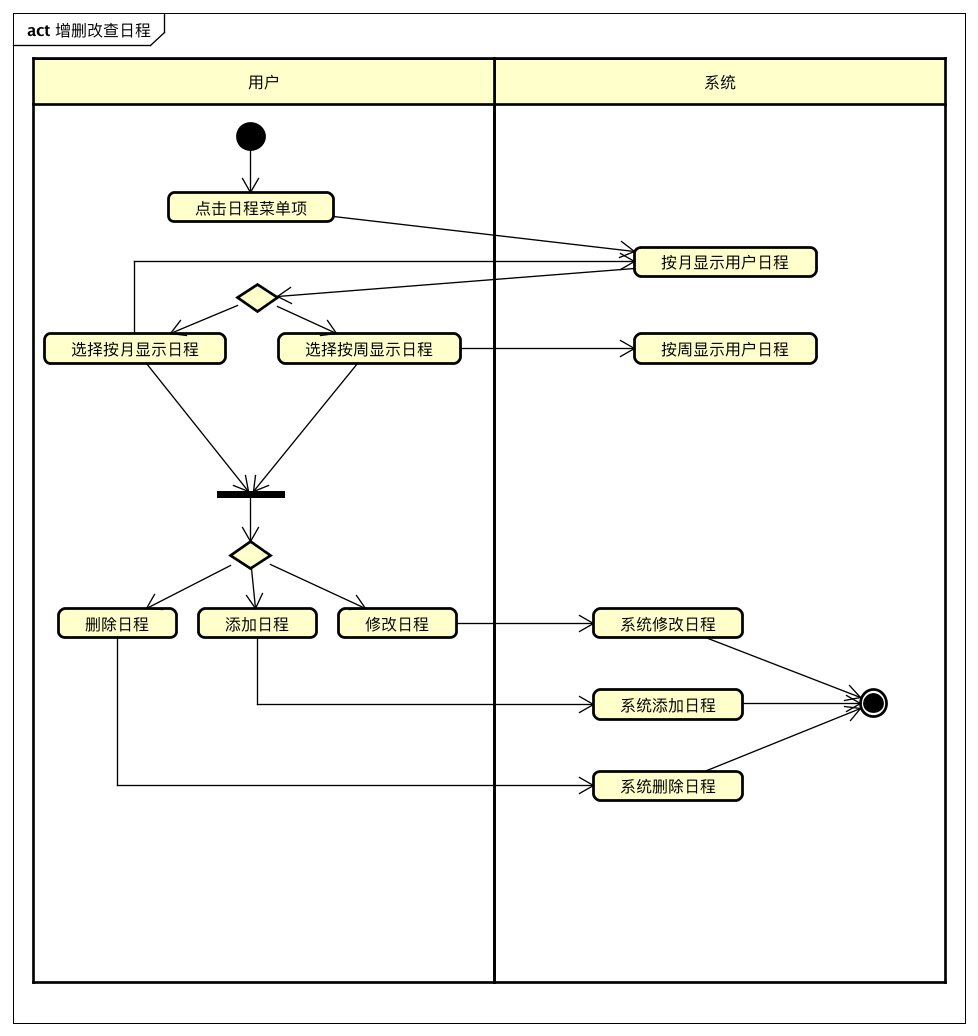 act 增删改查日程
用户
系统
点击日程菜单项
按月显示用户日程
选择按月显示日程
选择按周显示日程
按周显示用户日程
删除日程
添加日程
修改日程
系统修改日程
系统添加日程
系统删除日程